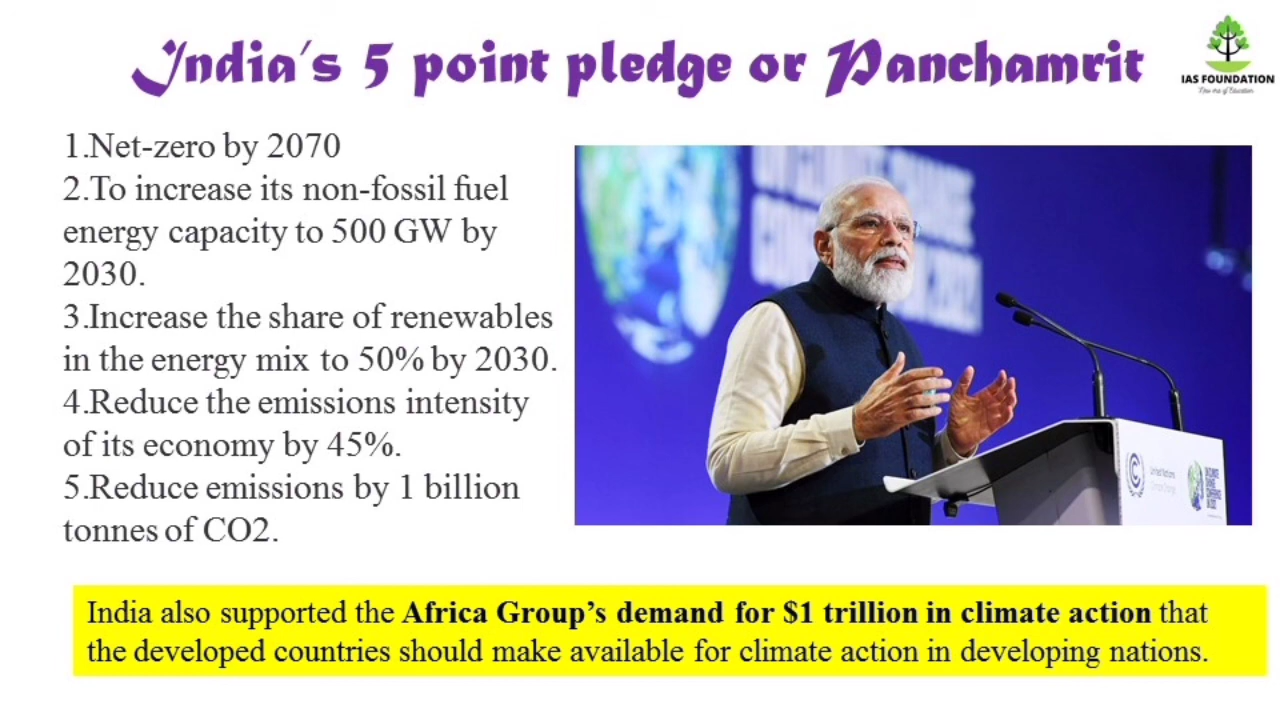 India's 5 point pledge or Panchamrit
IAS FOUNDATION
1.Net-zero by 2070
2.To increase its non-fossil fuel
energy capacity to 500 GW by
2030.
3.Increase the share of renewables
in the energy mix to 50% by 2030.
4.Reduce the emissions intensity
of its economy by 45%.
5.Reduce emissions by 1 billion
tonnes of CO2.
United Nations
Climate Change
India also supported the Africa Group's demand for $1 trillion in climate action that
the developed countries should make available for climate action in developing nations.